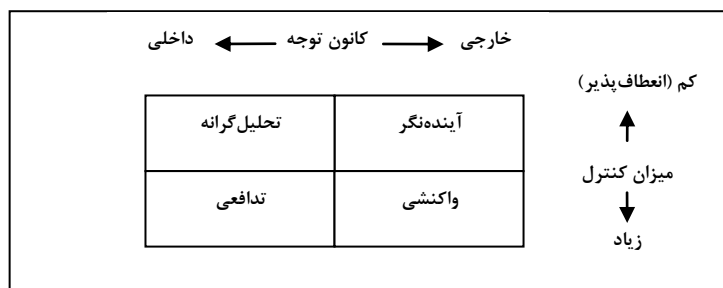 خارجی کانون توجه داخلی
کم (انعطاف‌پذیر)
آینده‌نگر تحلیل‌گرانه
میزان کنترل
واکنشی تدافعی
زیاد